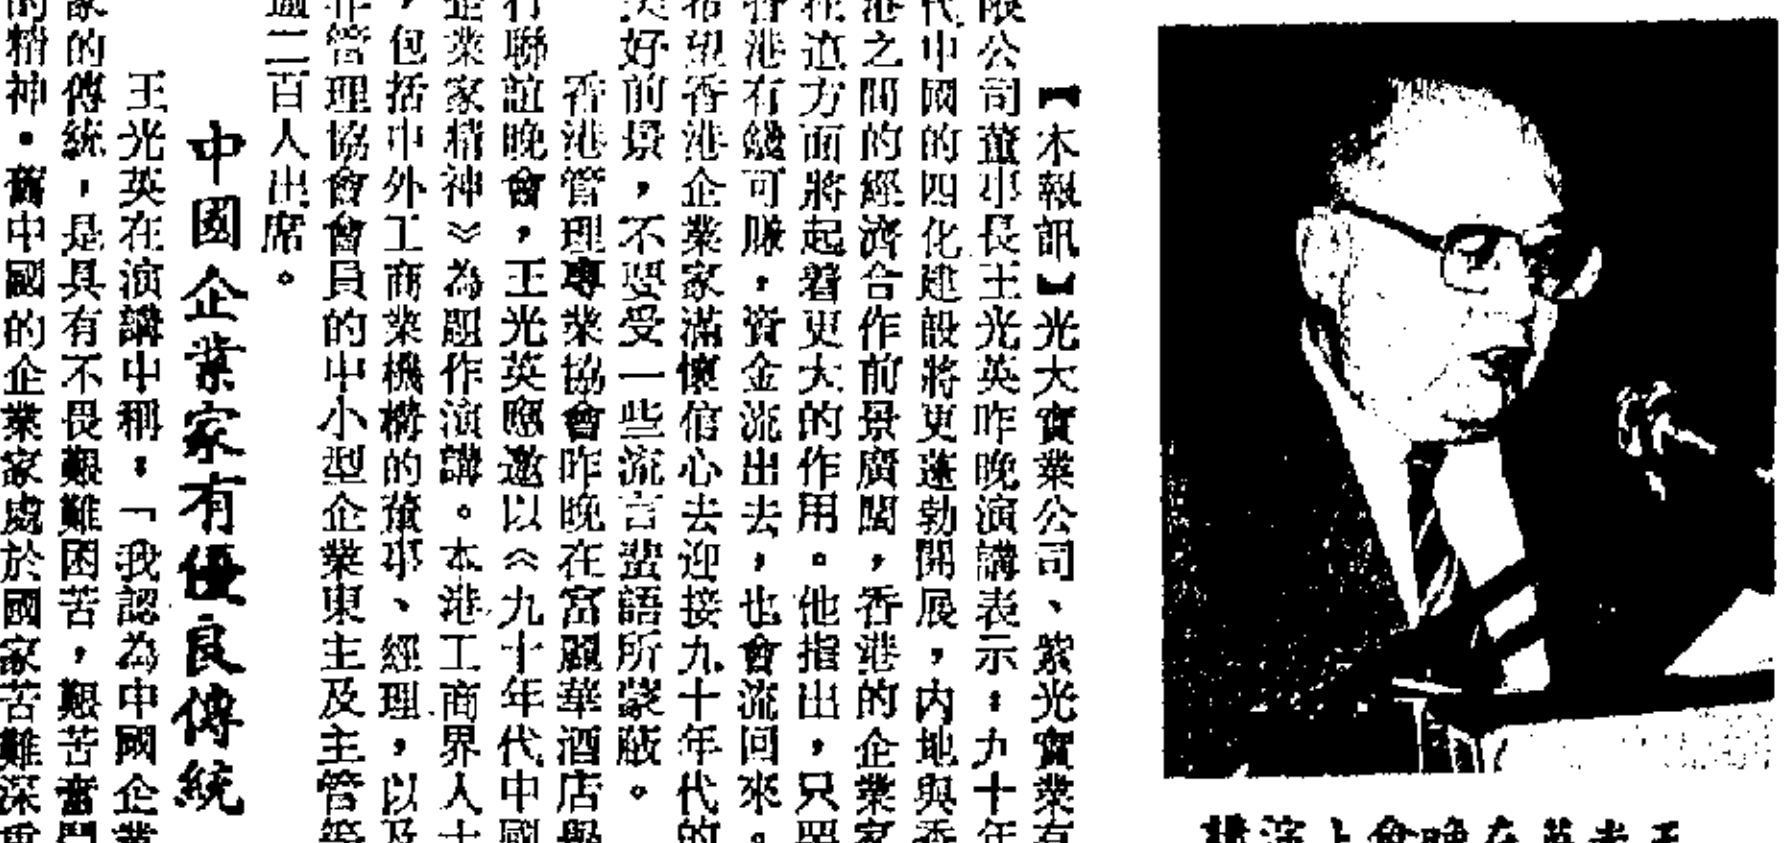 【本報訊】光大實業公司、紫光實業有
限公司董事長王光英昨晚演講表示：九十年
代中國的四化建設將更蓬勃開展，內地與香
港之間的經濟合作前景廣闊，香港的企業家
在這方面將起着更大的作用。他指出，只要
香港有錢可賺，資金流出去，也會流回來。
希望香港企業家滿懷信心去迎接九十年代的
美好前景，不要受一些流言蜚語所蒙蔽。
香港管理專業協會昨晚在富麗華酒店舉
行聯誼晚會，王光英應邀以《九十年代中國
企業家精神》為題作演講。本港工商界人士
，包括中外工商業機構的董事、經理，以及
管理協會會員的中小型企業東主及主管等
二百人出席。
中國企業家有優良傳統
王光英在演講中稱：「我認為中國企業
家的傳統，是具有不畏艱難困苦，艱苦奮鬥
的精神。舊中國的企業家處於國家苦難深重
王光英在晚會上演講